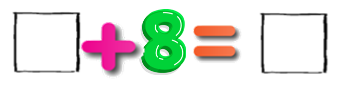 + 8 =